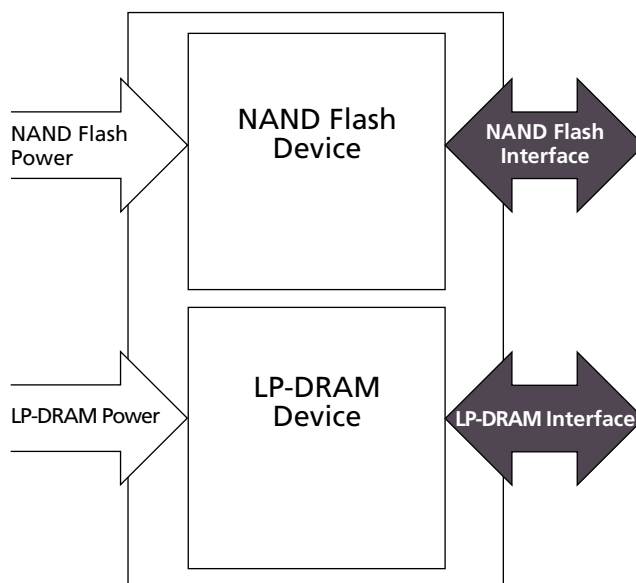 NAND Flash
Power
NAND Flash
Device
NAND Flash
Interface
LP-DRAM Power
LP-DRAM
Device
LP-DRAM Interface